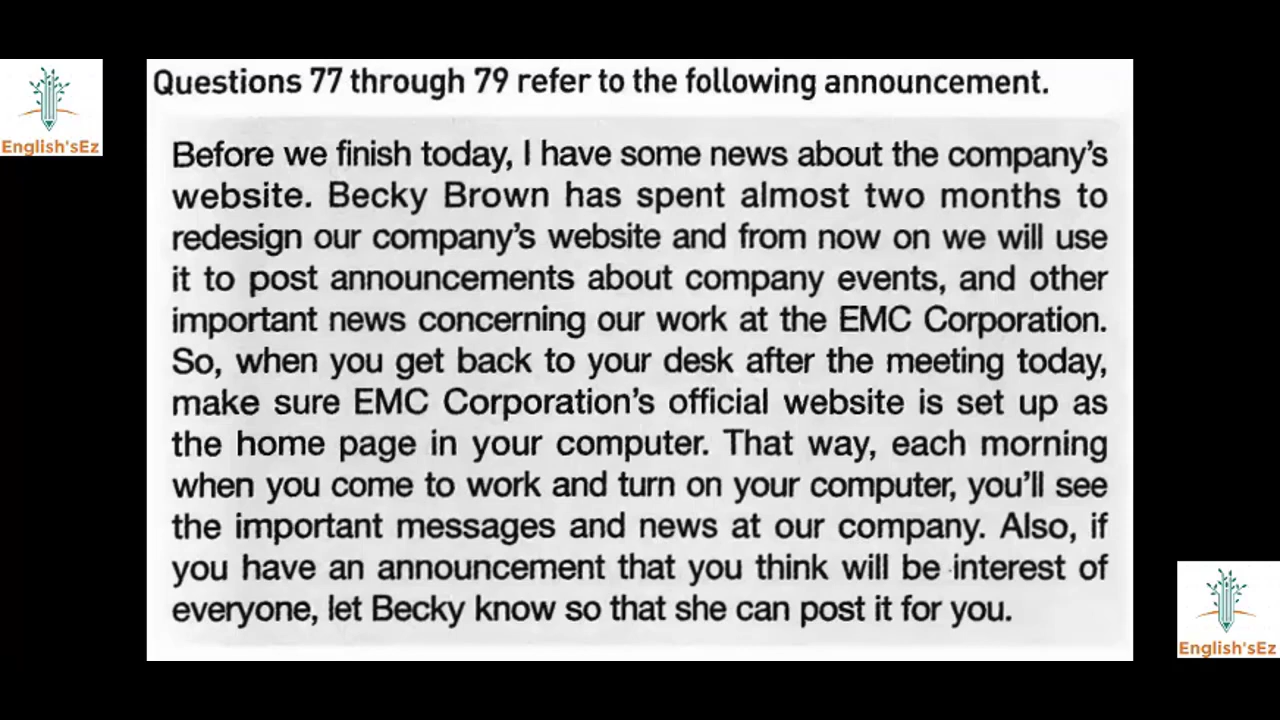 Questions 77 through 79 refer to the following announcement.
English'sEz
Before we finish today, I have some news about the company's
website. Becky Brown has spent almost two months to
redesign our company's website and from now on we will use
it to post announcements about company events, and other
important news concerning our work at the EMC Corporation.
So, when you get back to your desk after the meeting today,
make sure EMC Corporation's official website is set up as
the home page in your computer. That way, each morning
when you come to work and turn on your computer, you'll see
the important messages and news at our company. Also, if
you have an announcement that you think will be interest of
everyone, let Becky know so that she can post it for you.
English'sEz